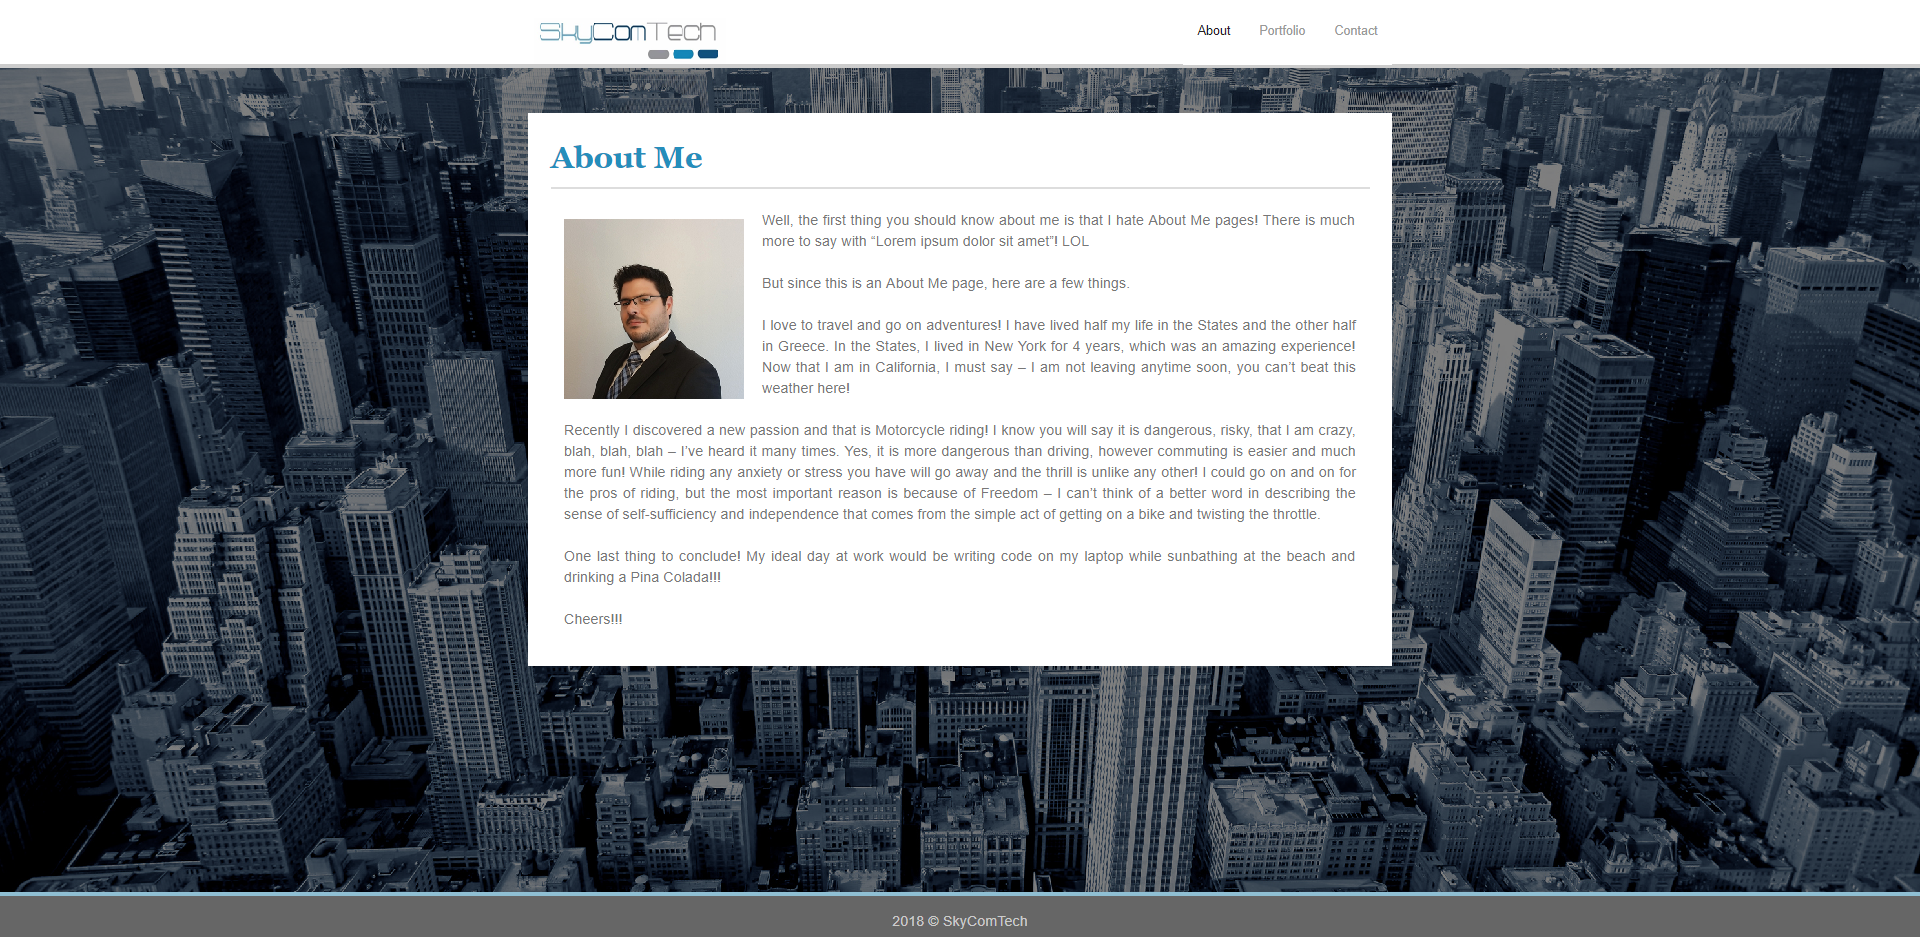 SkyComTech
About Portfolio Contact
About Me
Well, the first thing you should know about me is that I hate About Me pages! There is much
more to say with “Lorem ipsum dolor sit amet”! LOL
But since this is an About Me page, here are a few things.
I love to travel and go on adventures! I have lived half my life in the States and the other half
in Greece. In the States, I lived in New York for 4 years, which was an amazing experience!
Now that I am in California, I must say – I am not leaving anytime soon, you can’t beat this
weather here!
Recently I discovered a new passion and that is Motorcycle riding! I know you will say it is dangerous, risky, that I am crazy,
blah, blah, blah – I’ve heard it many times. Yes, it is more dangerous than driving, however commuting is easier and much
more fun! While riding any anxiety or stress you have will go away and the thrill is unlike any other! I could go on and on for
the pros of riding, but the most important reason is because of Freedom – I can’t think of a better word in describing the
sense of self-sufficiency and independence that comes from the simple act of getting on a bike and twisting the throttle.
One last thing to conclude! My ideal day at work would be writing code on my laptop while sunbathing at the beach and
drinking a Pina Colada!!!
Cheers!!!
2018 © SkyComTech